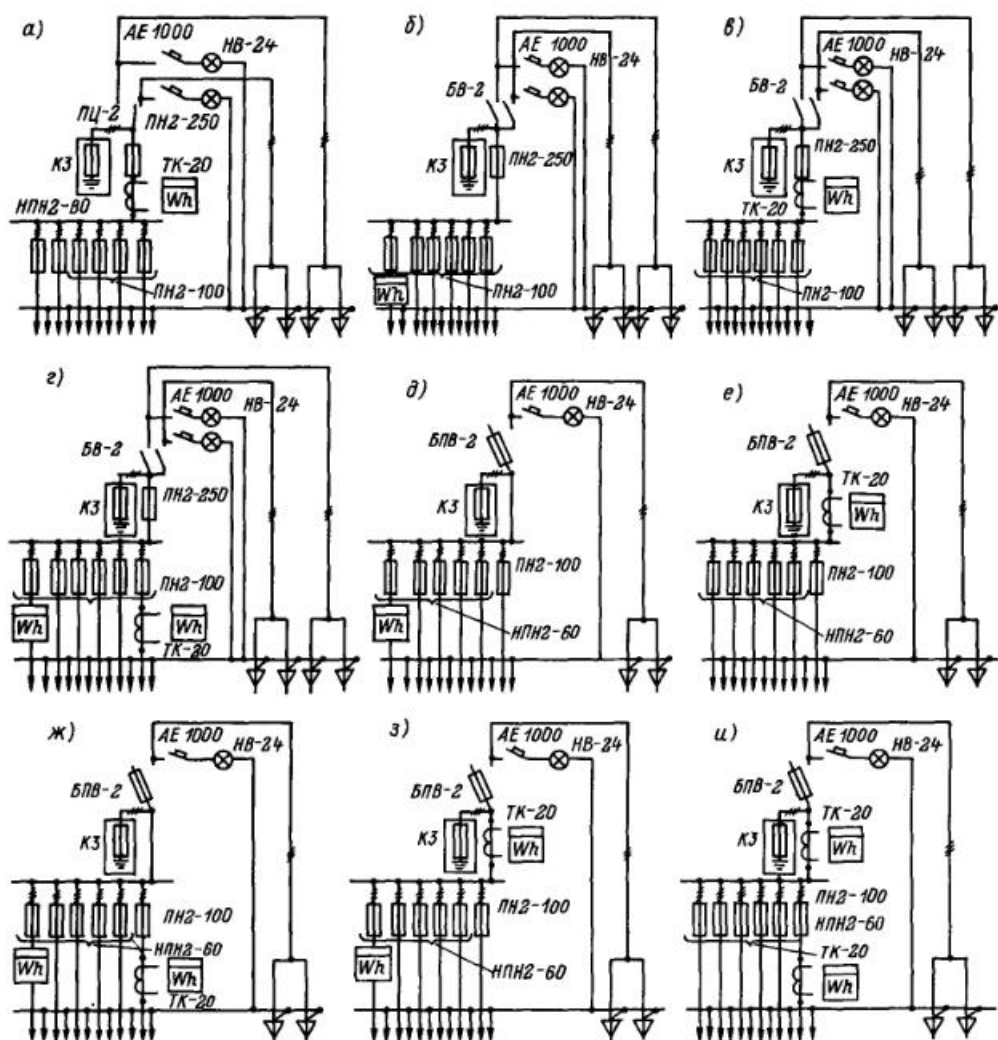 а)
АЕ 1000
НВ-24
ПЦ-2
ПН2-250
КЗ
ТК-20
Wh
НПН2-80
ПН2-100
б)
АЕ 1000
НВ-24
БВ-2
КЗ
ПН2-250
Wh
ПН2-100
в)
АЕ 1000
НВ-24
БВ-2
КЗ
ПН2-250
ТК-20
Wh
ПН2-100
г)
АЕ 1000
НВ-24
БВ-2
КЗ
ПН2-250
ПН2-100
Wh
Wh
ТК-20
д)
АЕ 1000
НВ-24
БПВ-2
КЗ
ПН2-100
Wh
НПН2-60
е)
АЕ 1000
НВ-24
БПВ-2
ТК-20
КЗ
Wh
ПН2-100
НПН2-60
ж)
АЕ 1000
НВ-24
БПВ-2
КЗ
ПН2-100
НПН2-60
Wh
Wh
ТК-20
з)
АЕ 1000
НВ-24
БПВ-2
ТК-20
КЗ
Wh
ПН2-100
Wh
НПН2-60
и)
АЕ 1000
НВ-24
БПВ-2
ТК-20
КЗ
Wh
ПН2-100
НПН2-60
ТК-20
Wh